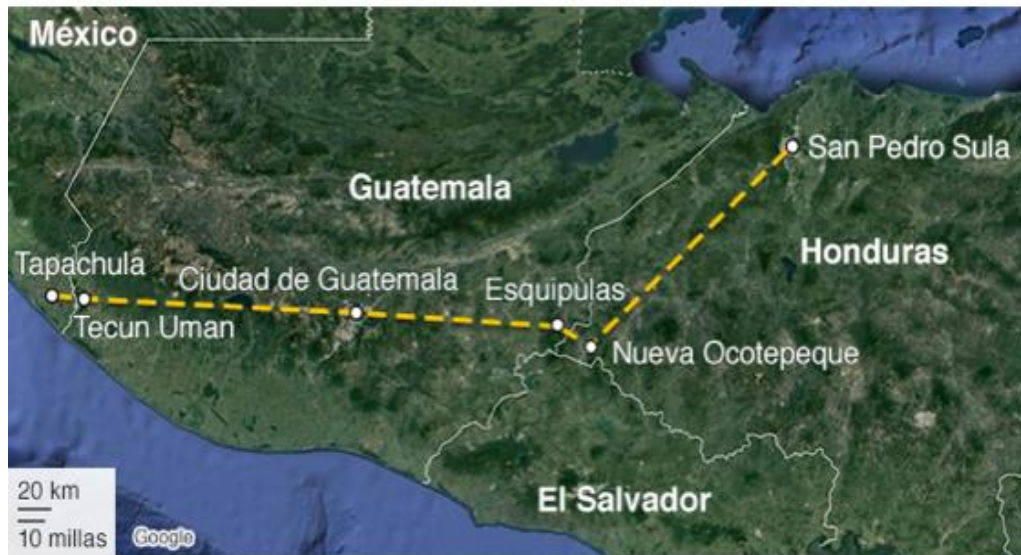 México
San Pedro Sula
Guatemala
Honduras
Tapachula
Ciudad de Guatemala
Esquipulas
Tecun Uman
Nueva Ocotepeque
El Salvador
20 km
10 millas
Google